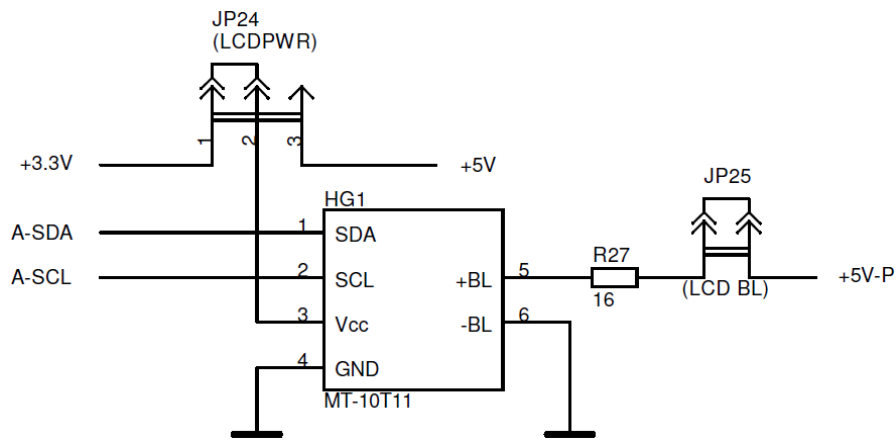 JP24
(LCDPWR)
1 2 3
+3.3V
+5V
JP25
HG1
A-SDA
1 SDA
A-SCL
2 SCL
+BL 5
R27
16
(LCD BL)
+5V-P
3 Vcc
-BL 6
4 GND
MT-10T11